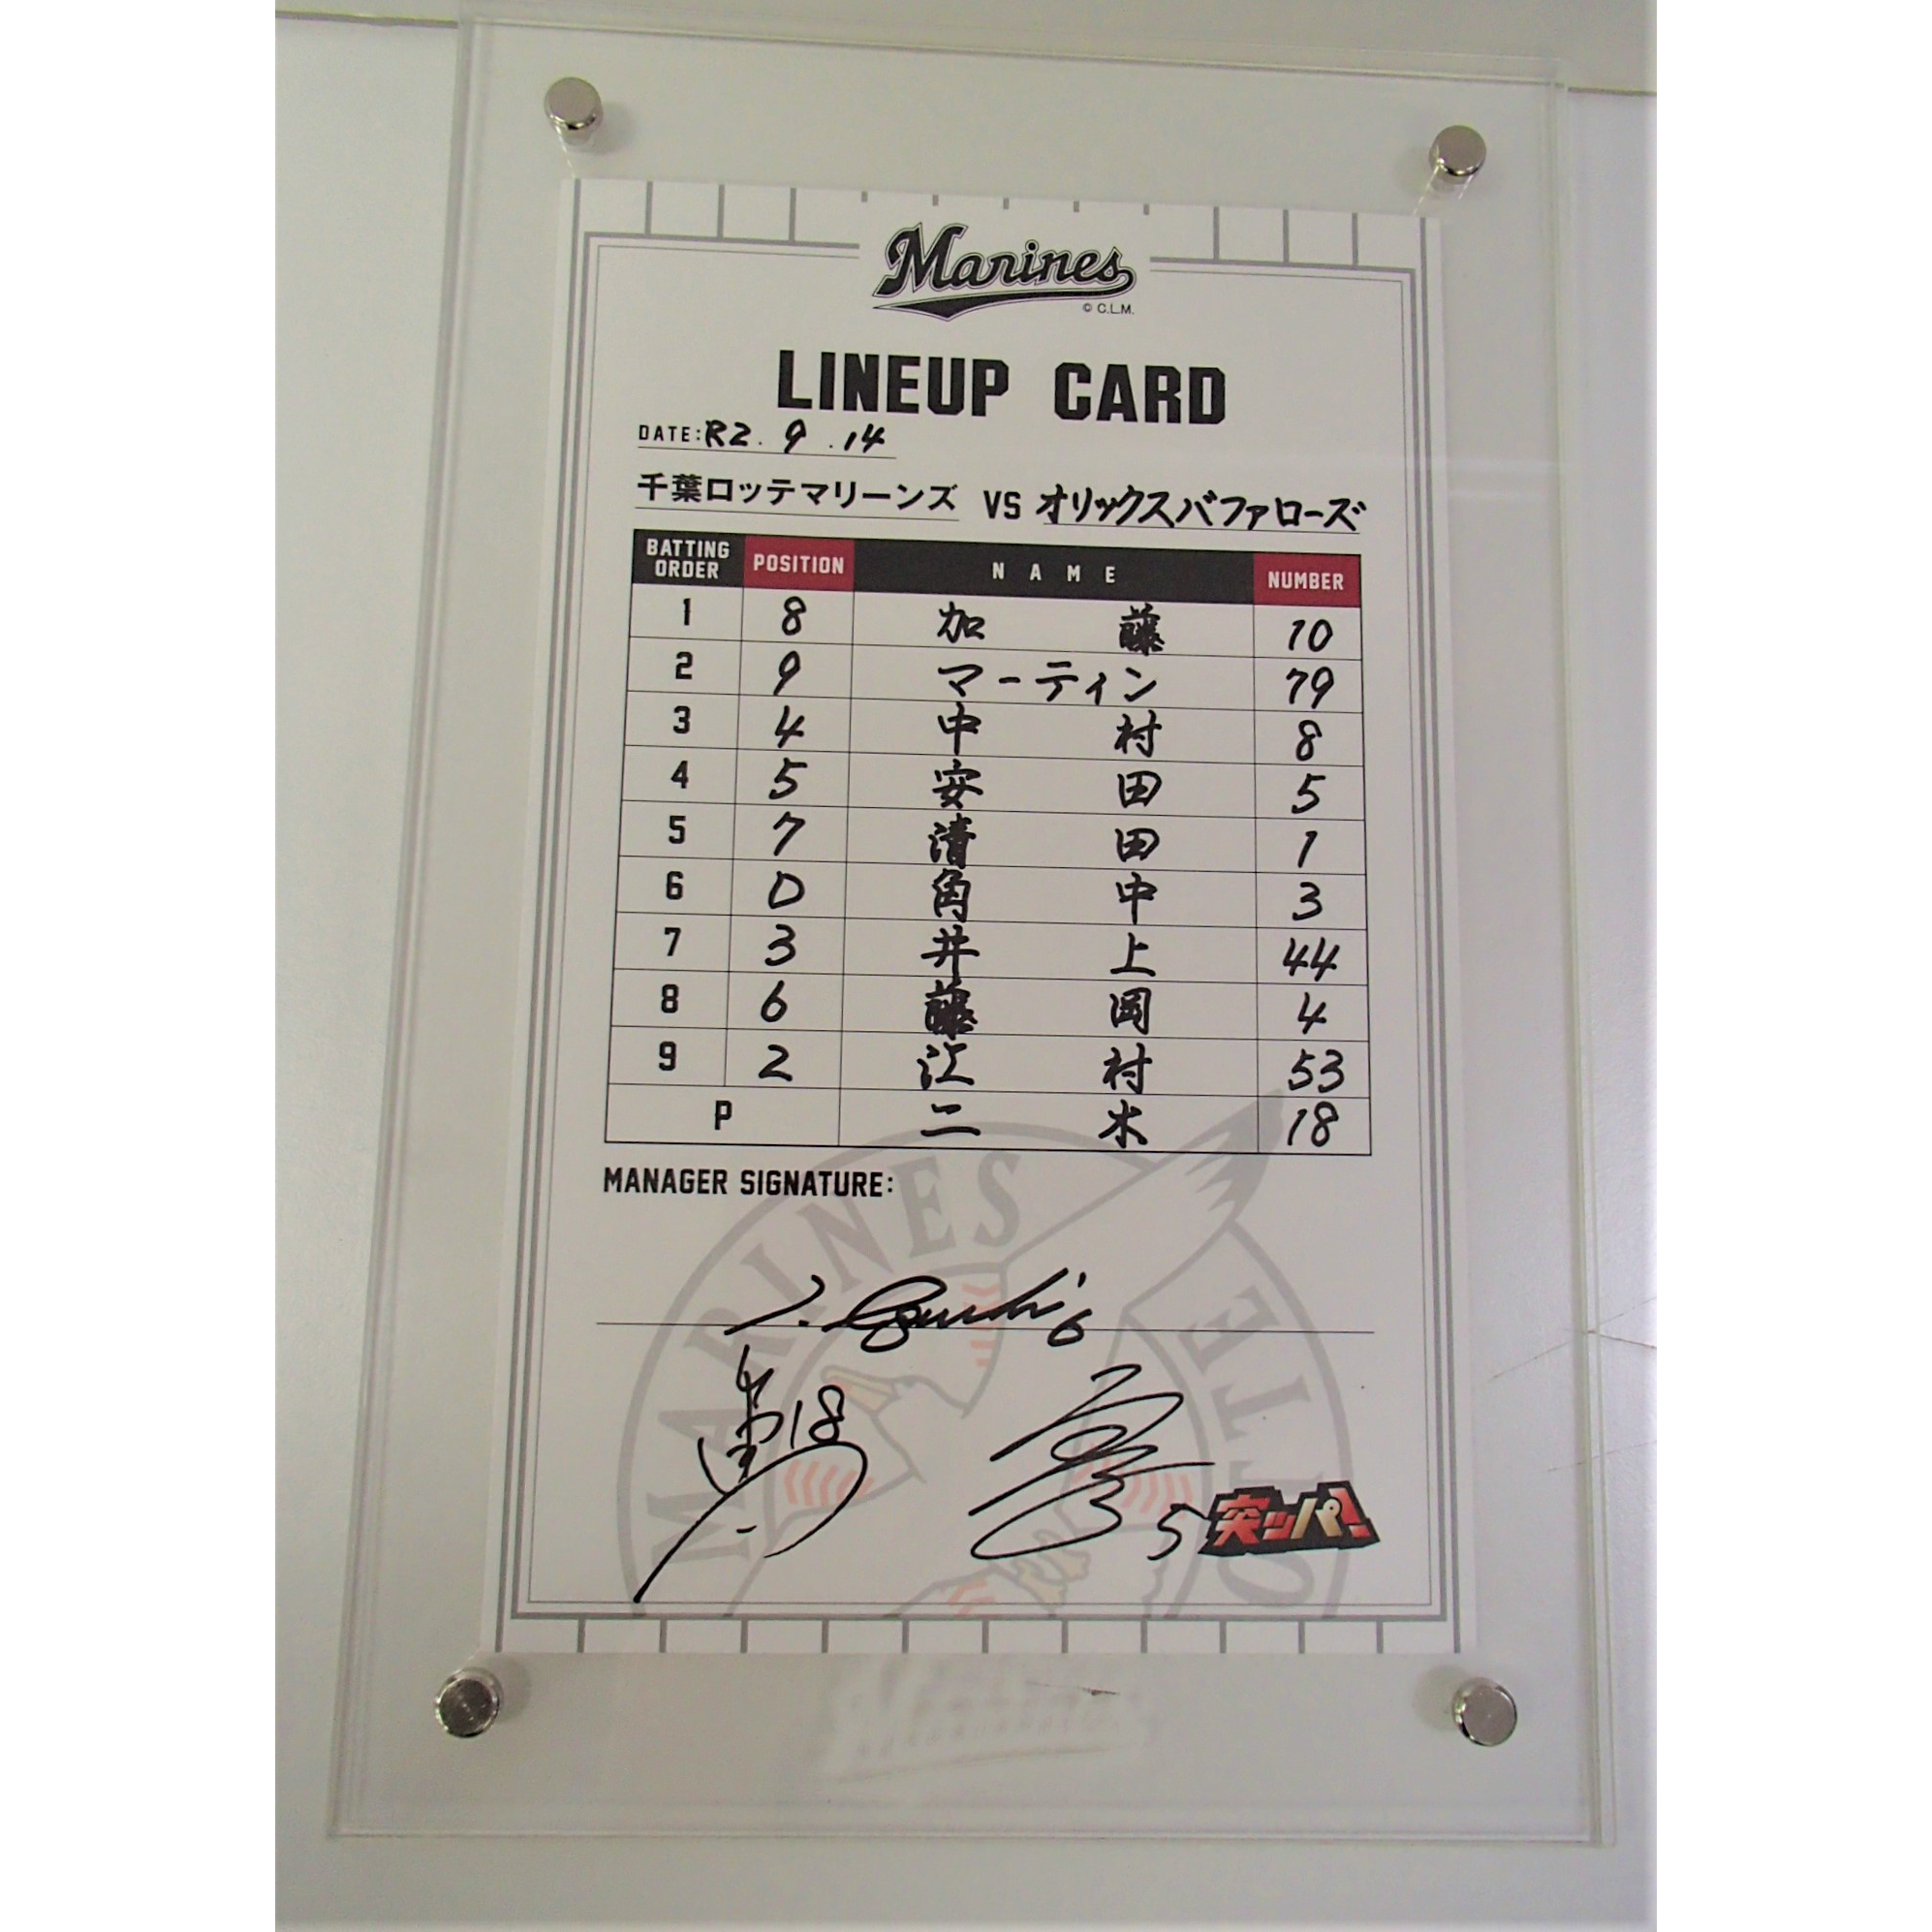 Marines
© C.L.M.
LINEUP CARD
DATE: R2. 9. 14
千葉ロッテマリーンズ VS オリックスバファローズ
BATTING ORDER POSITION NAME NUMBER
1 8 加藤 10
2 9 マーティン 79
3 4 中村 8
4 5 安田 5
5 7 清田 1
6 D 角中 3
7 3 井上 44
8 6 藤岡 4
9 2 江村 53
P 二木 18
MANAGER SIGNATURE:
MARINES
18
5 突ッパ!